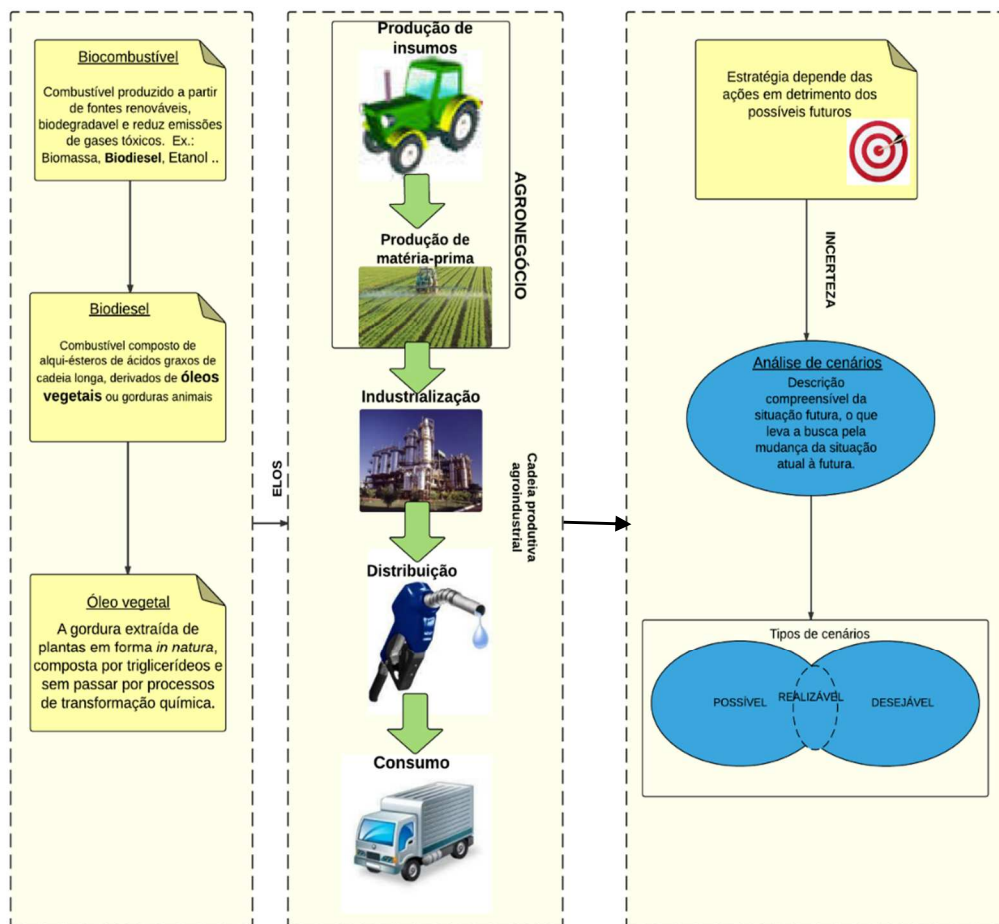 Biocombustível
Combustível produzido a partir
de fontes renováveis,
biodegradavel e reduz emissões
de gases tóxicos. Ex.:
Biomassa, Biodiesel, Etanol ..
Biodiesel
Combustível composto de
alqui-ésteros de ácidos graxos de
cadeia longa, derivados de óleos
vegetais ou gorduras animais
Óleo vegetal
A gordura extraída de
plantas em forma in natura,
composta por triglicerídeos e
sem passar por processos
de transformação química.
ELOS
Produção de
insumos
Produção de
matéria-prima
AGRONEGÓCIO
Industrialização
Cadeia produtiva
agroindustrial
Distribuição
Consumo
Estratégia depende das
ações em detrimento dos
possíveis futuros
INCERTEZA
Análise de cenários
Descrição
compreensível da
situação futura, o que
leva a busca pela
mudança da situação
atual à futura.
Tipos de cenários
POSSÍVEL
REALIZÁVEL
DESEJÁVEL